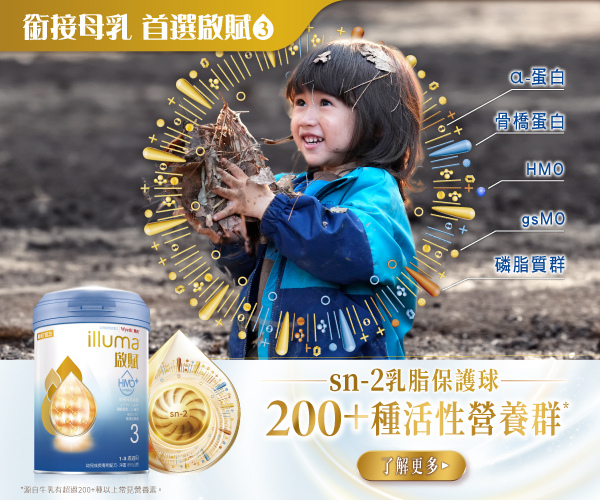 銜接母乳 首選啟賦3
α-蛋白
骨橋蛋白
HMO
gsMO
磷脂質群
Wyeth
illuma
啟賦
HMO+
3
sn-2
sn-2乳脂保護球
200+種活性營養群*
了解更多
*源自牛乳有超過200+種以上常見營養素。